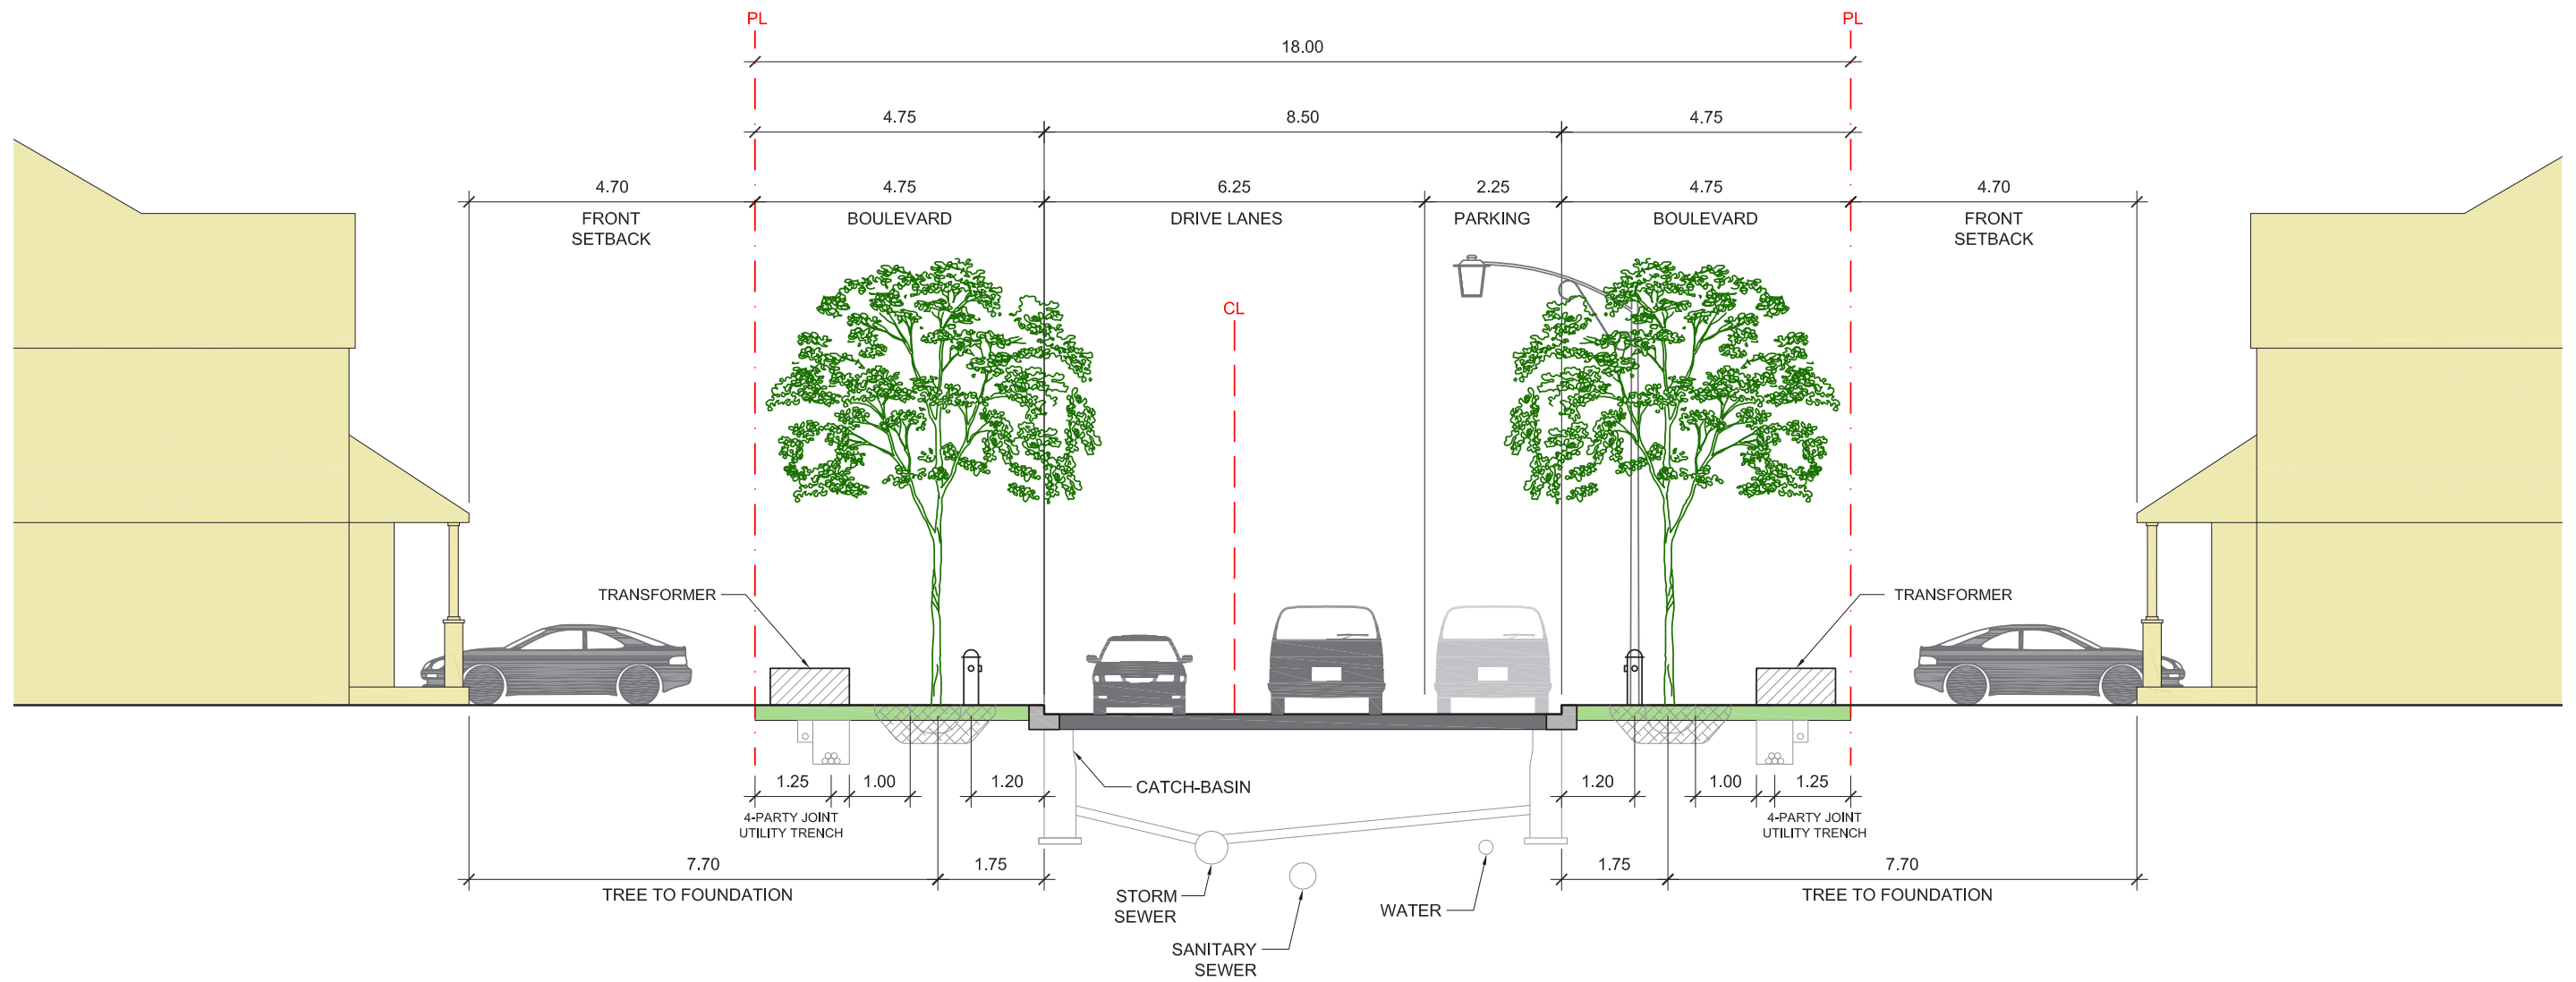 PL
PL
18.00
4.75
8.50
4.75
4.70
4.75
6.25
2.25
4.75
4.70
FRONT
SETBACK
BOULEVARD
DRIVE LANES
PARKING
BOULEVARD
FRONT
SETBACK
CL
TRANSFORMER
TRANSFORMER
1.25
1.00
1.20
CATCH-BASIN
1.20
1.00
1.25
4-PARTY JOINT
UTILITY TRENCH
4-PARTY JOINT
UTILITY TRENCH
7.70
1.75
1.75
7.70
TREE TO FOUNDATION
STORM
SEWER
WATER
TREE TO FOUNDATION
SANITARY
SEWER